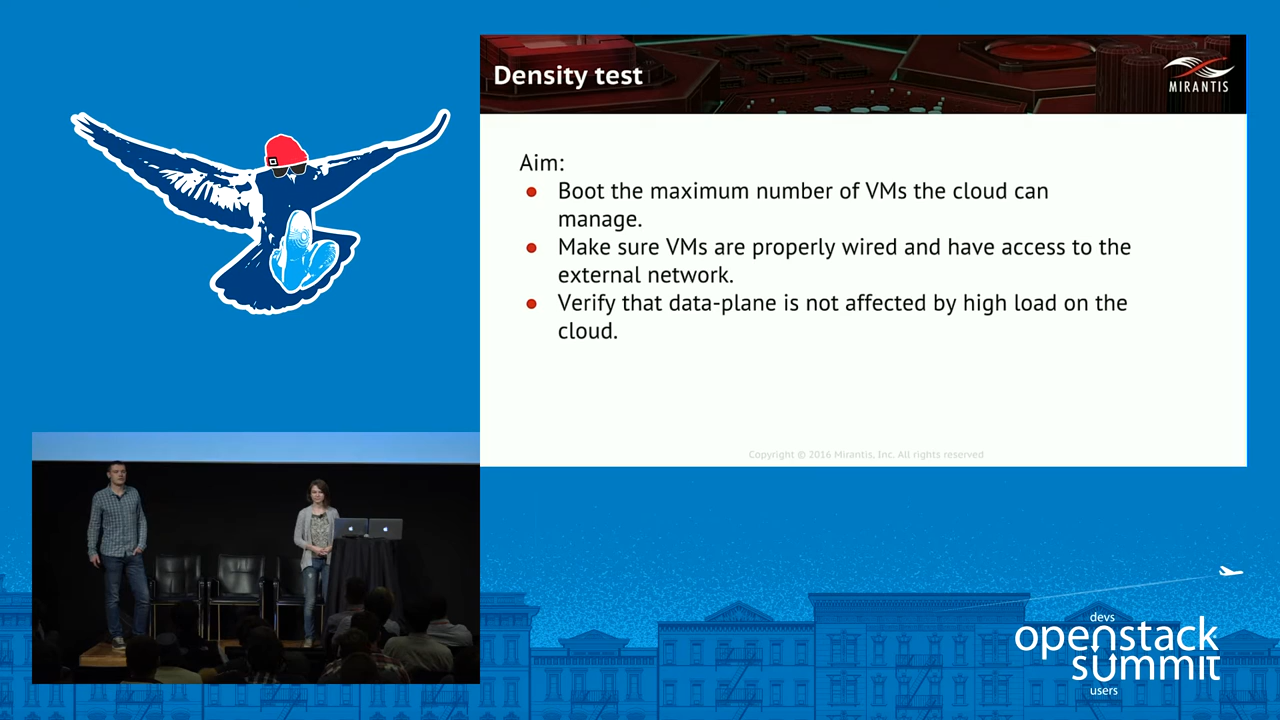 Density test
MIRANTIS
Aim:
● Boot the maximum number of VMs the cloud can
manage.
● Make sure VMs are properly wired and have access to the
external network.
● Verify that data-plane is not affected by high load on the
cloud.
Copyright © 2016 Mirantis, Inc. All rights reserved
devs
openstack
summit
users